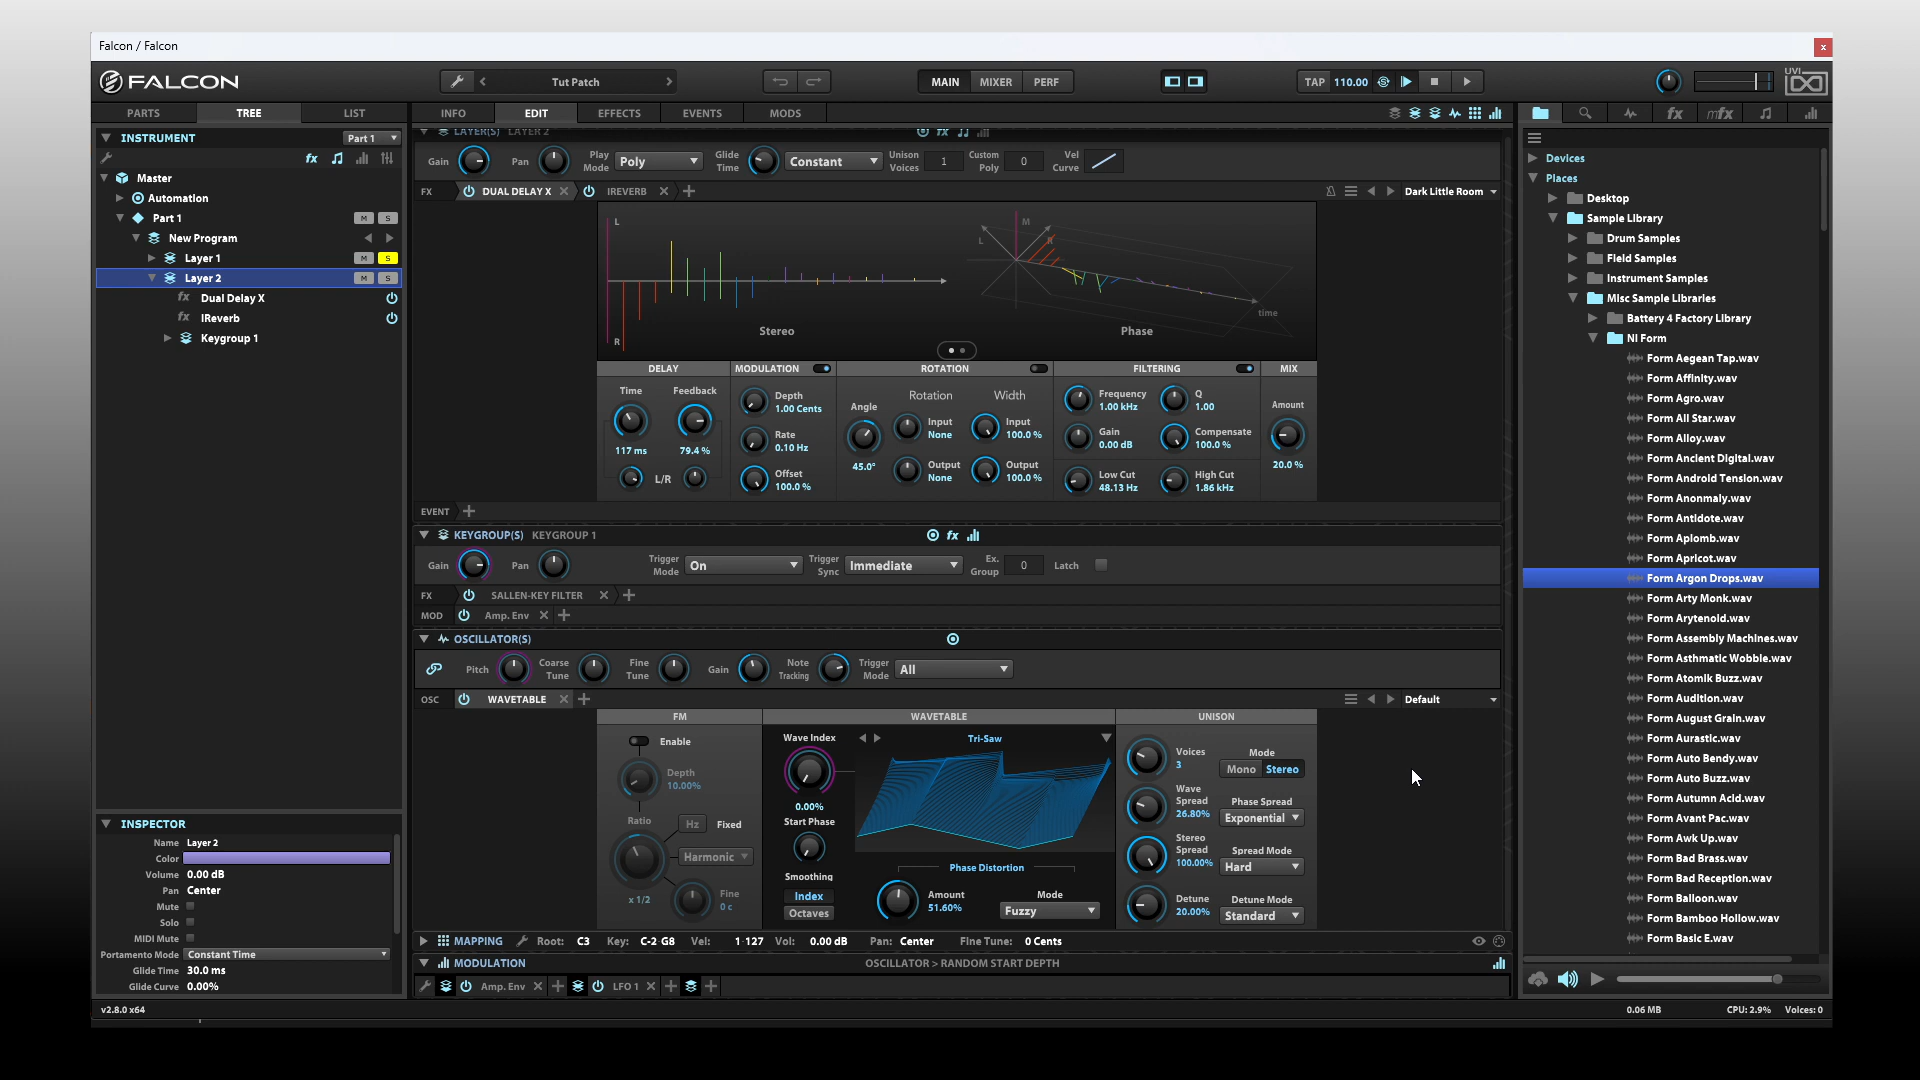 Falcon / Falcon
FALCON
Tut Patch
MAIN MIXER PERF
TAP 110.00
UVI
PARTS TREE LIST
INFO EDIT EFFECTS EVENTS MODS
fx mfx
INSTRUMENT Part 1
fx
Master
Automation
Part 1 M S
New Program
Layer 1 M S
Layer 2 M S
fx Dual Delay X
fx IReverb
Keygroup 1
INSPECTOR
Name Layer 2
Color
Volume 0.00 dB
Pan Center
Mute
Solo
MIDI Mute
Portamento Mode Constant Time
Glide Time 30.0 ms
Glide Curve 0.00%
v2.8.0 x64
LAYER(S) LAYER 2 fx
Gain Pan Play Mode Poly Glide Time Constant Unison Voices 1 Custom Poly 0 Vel Curve
FX DUAL DELAY X IREVERB Dark Little Room
L
R
Stereo
M
L R
time
Phase
DELAY MODULATION ROTATION FILTERING MIX
Time Feedback
117 ms 79.4 %
L/R
Depth
1.00 Cents
Rate
0.10 Hz
Offset
100.0 %
Rotation Width
Angle
45.0°
Input
None
Input
100.0 %
Output
None
Output
100.0 %
Frequency
1.00 kHz
Q
1.00
Gain
0.00 dB
Compensate
100.0 %
Low Cut
48.13 Hz
High Cut
1.86 kHz
Amount
20.0 %
EVENT
KEYGROUP(S) KEYGROUP 1 fx
Gain Pan Trigger Mode On Trigger Sync Immediate Ex. Group 0 Latch
FX SALLEN-KEY FILTER
MOD Amp. Env
OSCILLATOR(S)
Pitch Coarse Tune Fine Tune Gain Note Tracking Trigger Mode All
OSC WAVETABLE Default
FM WAVETABLE UNISON
Enable
Depth
10.00%
Ratio
Hz Fixed
Harmonic
x 1/2
Fine
0 c
Wave Index
0.00%
Start Phase
Smoothing
Index
Octaves
Tri-Saw
Phase Distortion
Amount
51.60%
Mode
Fuzzy
Voices
3
Mode
Mono Stereo
Wave Spread
26.80%
Phase Spread
Exponential
Stereo Spread
100.00%
Spread Mode
Hard
Detune
20.00%
Detune Mode
Standard
MAPPING Root: C3 Key: C-2 G8 Vel: 1 127 Vol: 0.00 dB Pan: Center Fine Tune: 0 Cents
MODULATION OSCILLATOR > RANDOM START DEPTH
Amp. Env LFO 1
Devices
Places
Desktop
Sample Library
Drum Samples
Field Samples
Instrument Samples
Misc Sample Libraries
Battery 4 Factory Library
NI Form
Form Aegean Tap.wav
Form Affinity.wav
Form Agro.wav
Form All Star.wav
Form Alloy.wav
Form Ancient Digital.wav
Form Android Tension.wav
Form Anonmaly.wav
Form Antidote.wav
Form Aplomb.wav
Form Apricot.wav
Form Argon Drops.wav
Form Arty Monk.wav
Form Arytenoid.wav
Form Assembly Machines.wav
Form Asthmatic Wobble.wav
Form Atomik Buzz.wav
Form Audition.wav
Form August Grain.wav
Form Aurastic.wav
Form Auto Bendy.wav
Form Auto Buzz.wav
Form Autumn Acid.wav
Form Avant Pac.wav
Form Awk Up.wav
Form Bad Brass.wav
Form Bad Reception.wav
Form Balloon.wav
Form Bamboo Hollow.wav
Form Basic E.wav
0.06 MB CPU: 2.9% Voices: 0